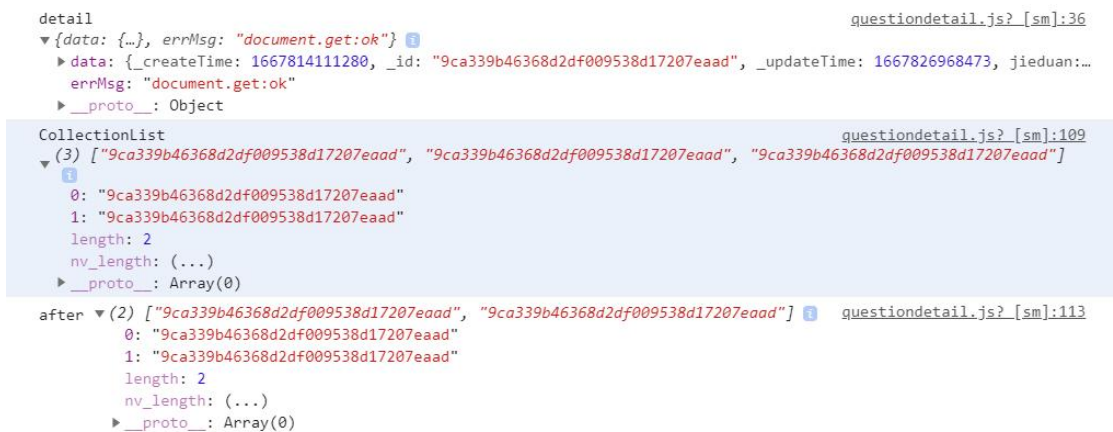 detail questiondetail.js? [sm]:36
▼{data: {…}, errMsg: "document.get:ok"} i
▶data: {_createTime: 1667814111280, _id: "9ca339b46368d2df009538d17207eaad", _updateTime: 1667826968473, jieduan:…
errMsg: "document.get:ok"
▶__proto__: Object
CollectionList questiondetail.js? [sm]:109
▼(3) ["9ca339b46368d2df009538d17207eaad", "9ca339b46368d2df009538d17207eaad", "9ca339b46368d2df009538d17207eaad"]
i
0: "9ca339b46368d2df009538d17207eaad"
1: "9ca339b46368d2df009538d17207eaad"
length: 2
nv_length: (...)
▶__proto__: Array(0)
after ▼(2) ["9ca339b46368d2df009538d17207eaad", "9ca339b46368d2df009538d17207eaad"] i questiondetail.js? [sm]:113
0: "9ca339b46368d2df009538d17207eaad"
1: "9ca339b46368d2df009538d17207eaad"
length: 2
nv_length: (...)
▶__proto__: Array(0)